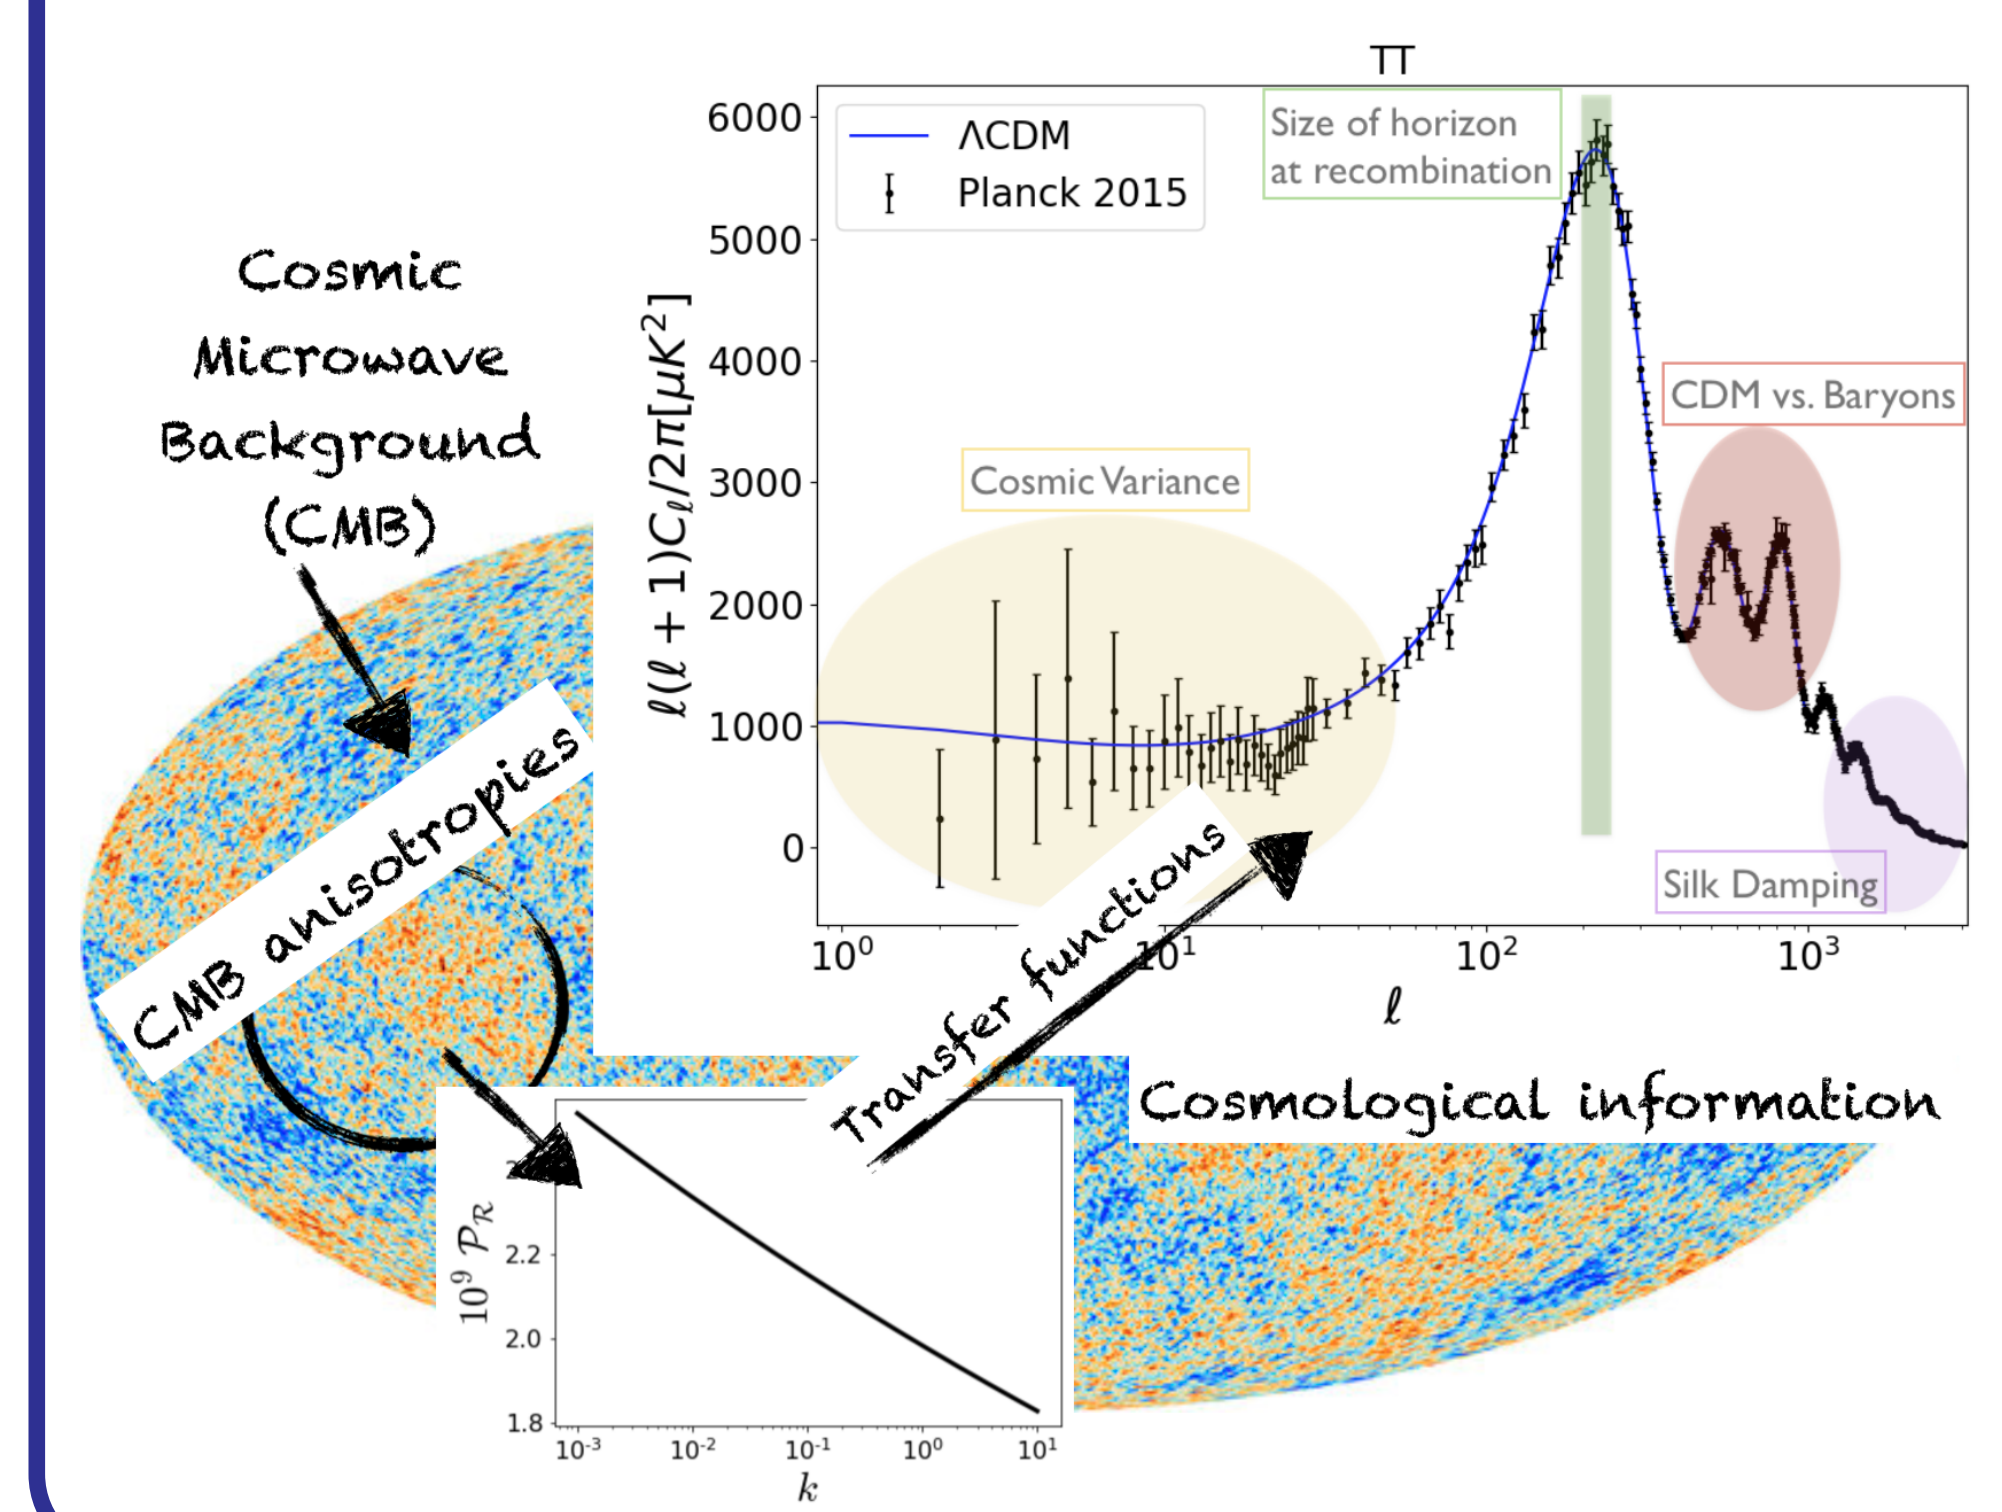 TT
ΛCDM
Planck 2015
Size of horizon
at recombination
CDM vs. Baryons
Cosmic Variance
Silk Damping
6000
5000
4000
3000
2000
1000
0
ℓ(ℓ + 1)Cℓ/2π[μK²]
10⁰
10¹
10²
10³
ℓ
Cosmic
Microwave
Background
(CMB)
CMB anisotropies
Transfer functions
Cosmological information
10⁹ 𝒫ℛ
2.2
2.0
1.8
10⁻³
10⁻²
10⁻¹
10⁰
10¹
k